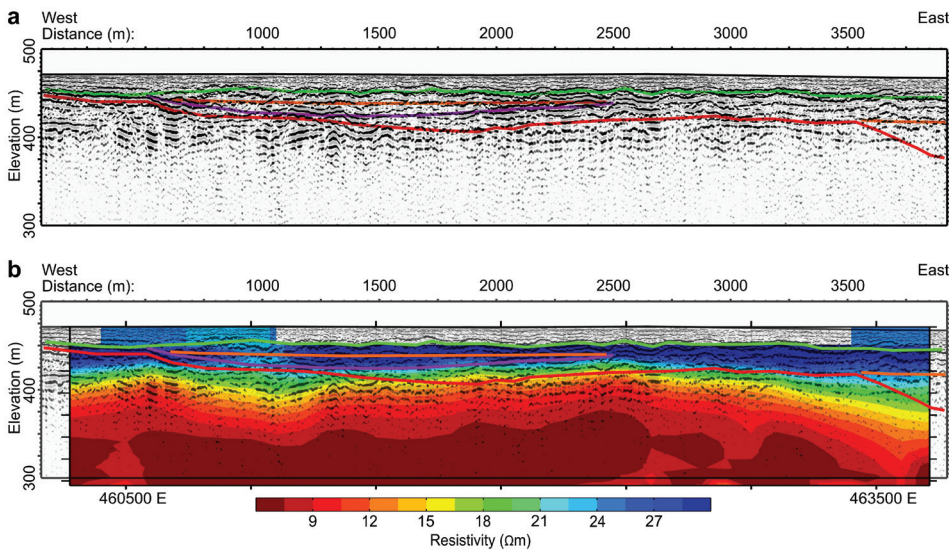 a
West East
Distance (m): 1000 1500 2000 2500 3000 3500
500
400
300
Elevation (m)
b
West East
Distance (m): 1000 1500 2000 2500 3000 3500
500
400
300
Elevation (m)
460500 E 463500 E
9 12 15 18 21 24 27
Resistivity (Ωm)